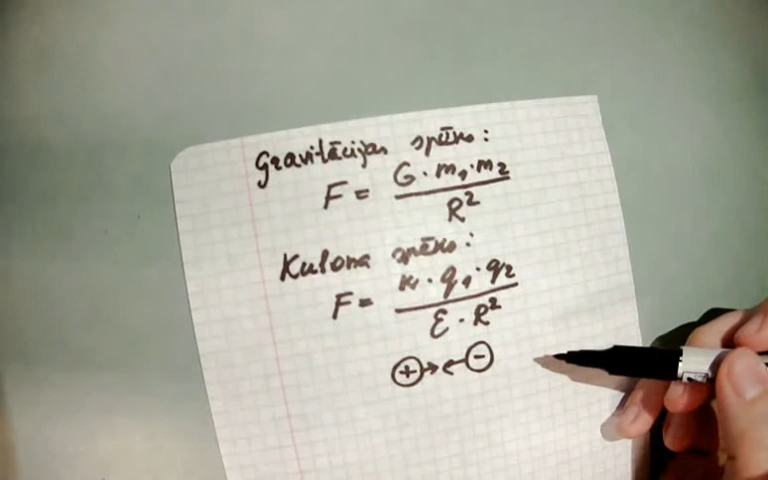 Gravitācijas spēks:
F = G · m₁ · m₂ / R²
Kulona spēks:
F = k · q₁ · q₂ / ε · R²
⊕→←⊖